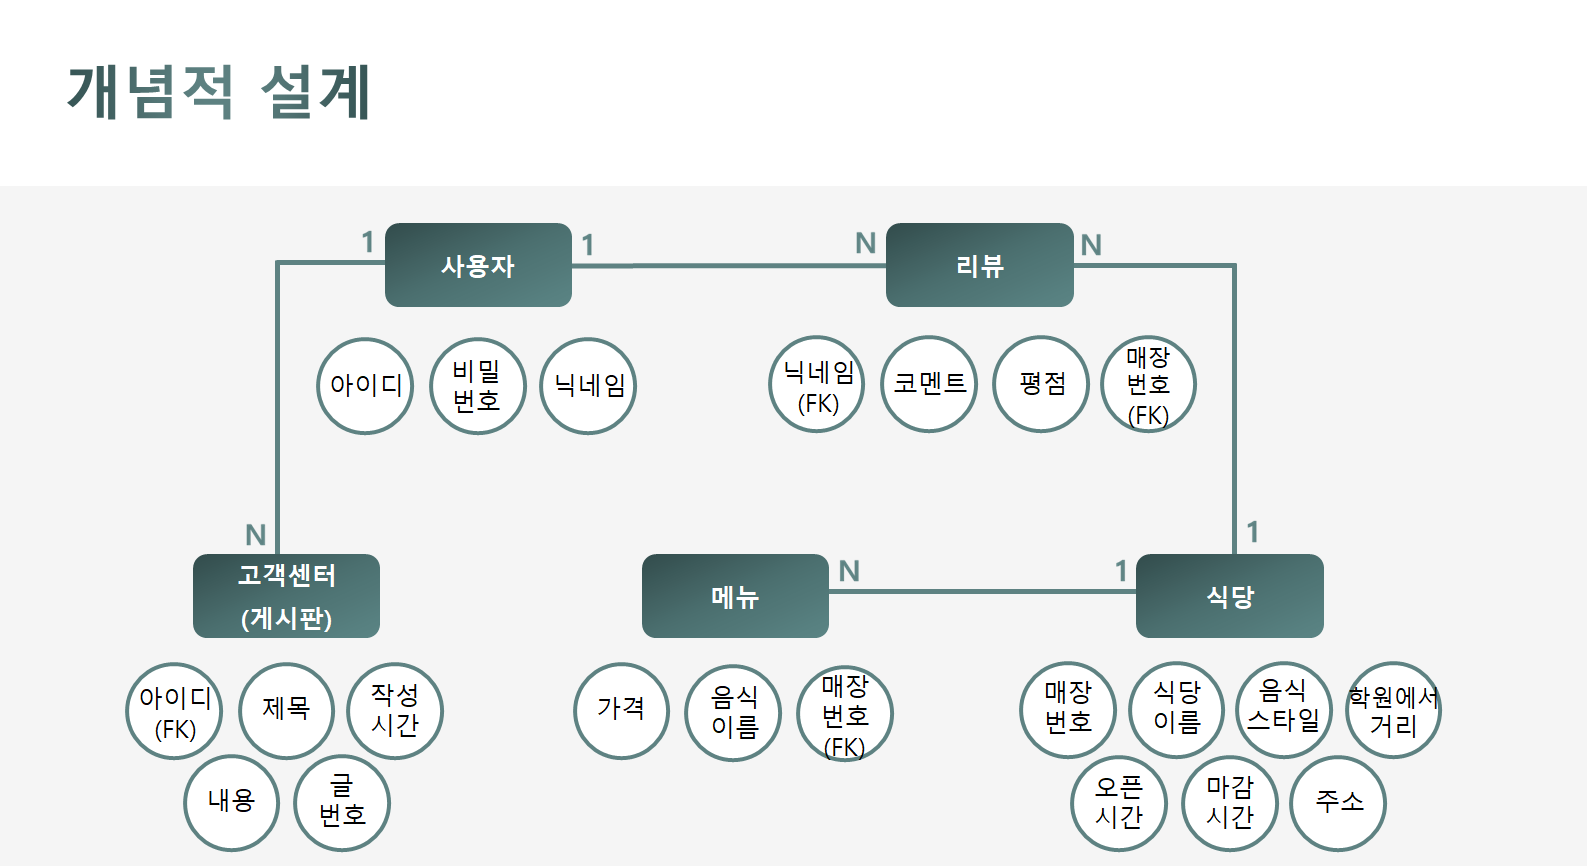 개념적 설계
1
사용자
1
N
리뷰
N
아이디
비밀
번호
닉네임
닉네임
(FK)
코멘트
평점
매장
번호
(FK)
N
고객센터
(게시판)
메뉴
N
1
1
식당
아이디
(FK)
제목
작성
시간
내용
글
번호
가격
음식
이름
매장
번호
(FK)
매장
번호
식당
이름
음식
스타일
학원에서
거리
오픈
시간
마감
시간
주소